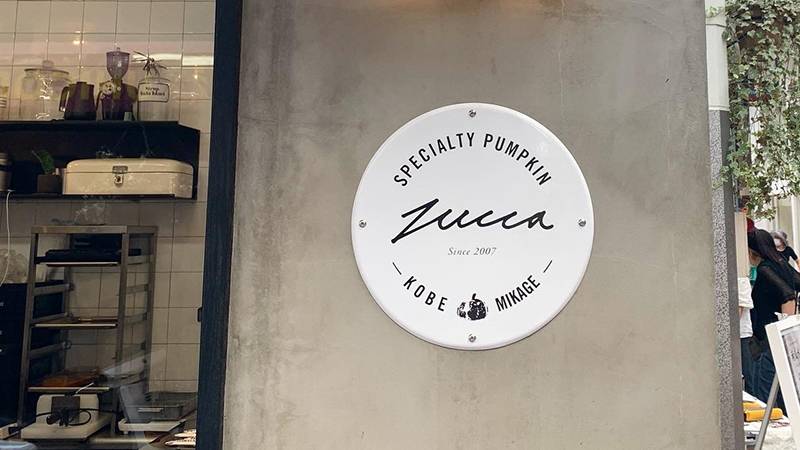 SPECIALTY PUMPKIN
zucca
Since 2007
KOBE MIKAGE